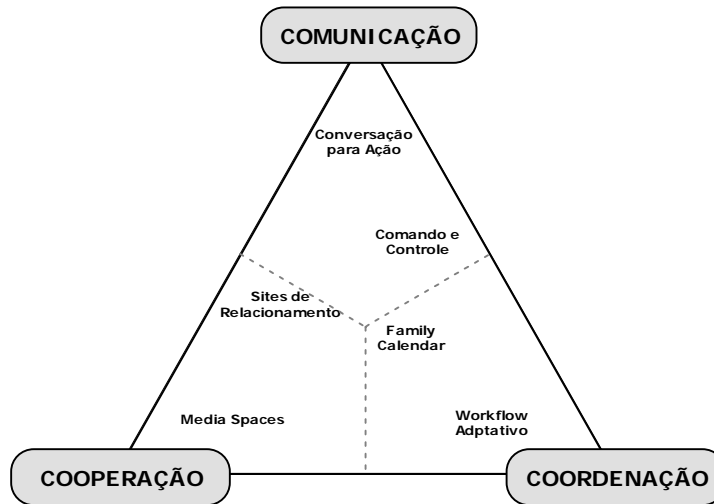 COMUNICAÇÃO
Conversação
para Ação
Comando e
Controle
Sites de
Relacionamento
Family
Calendar
Media Spaces
Workflow
Adptativo
COOPERAÇÃO
COORDENAÇÃO